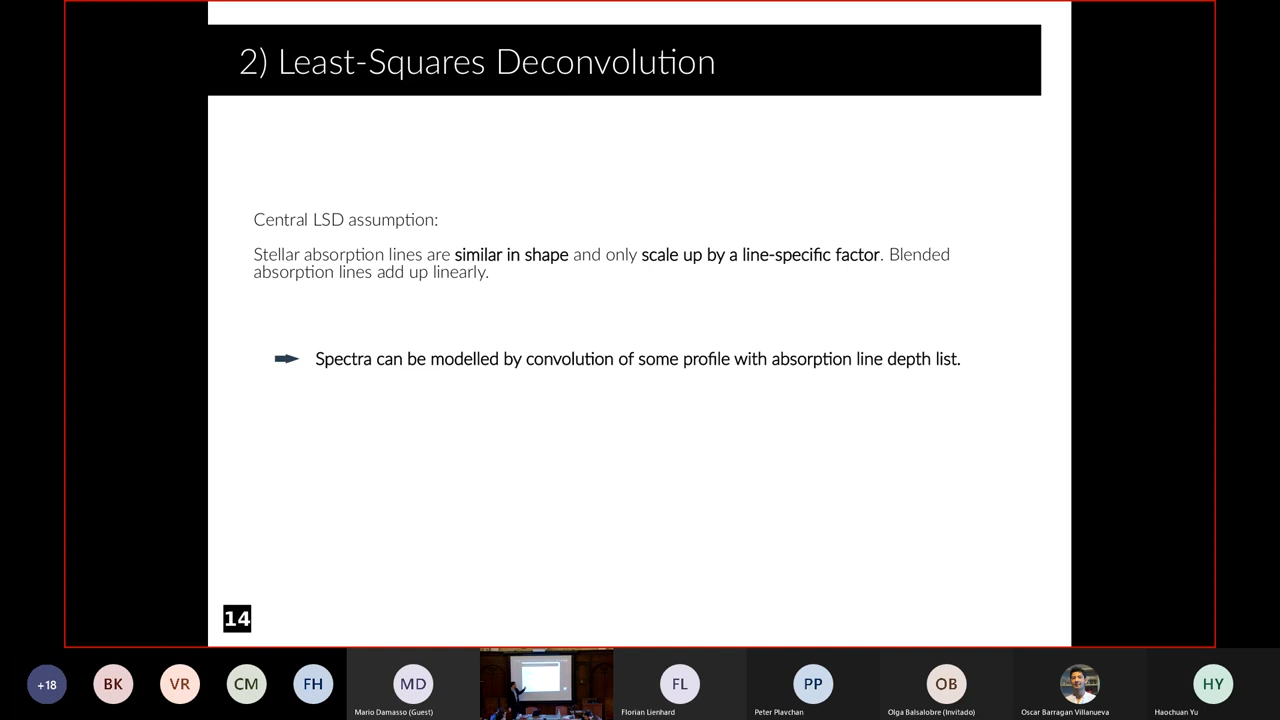 2) Least-Squares Deconvolution
Central LSD assumption:
Stellar absorption lines are similar in shape and only scale up by a line-specific factor. Blended
absorption lines add up linearly.
Spectra can be modelled by convolution of some profile with absorption line depth list.
14
+18
BK
VR
CM
FH
MD
FL
PP
OB
HY
Mario Damasso (Guest)
Florian Lienhard
Peter Plavchan
Olga Balsalobre (Invitado)
Oscar Barragan Villanueva
Haochuan Yu